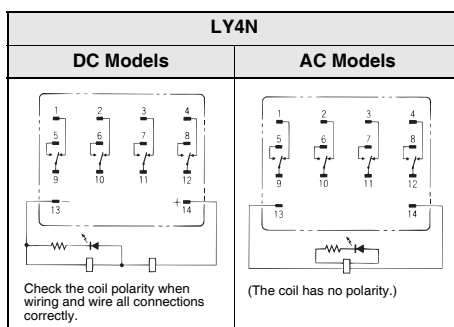 LY4N
DC Models
AC Models
1 2 3 4
5 6 7 8
9 10 11 12
13 − + 14
Check the coil polarity when
wiring and wire all connections
correctly.
1 2 3 4
5 6 7 8
9 10 11 12
13 14
(The coil has no polarity.)